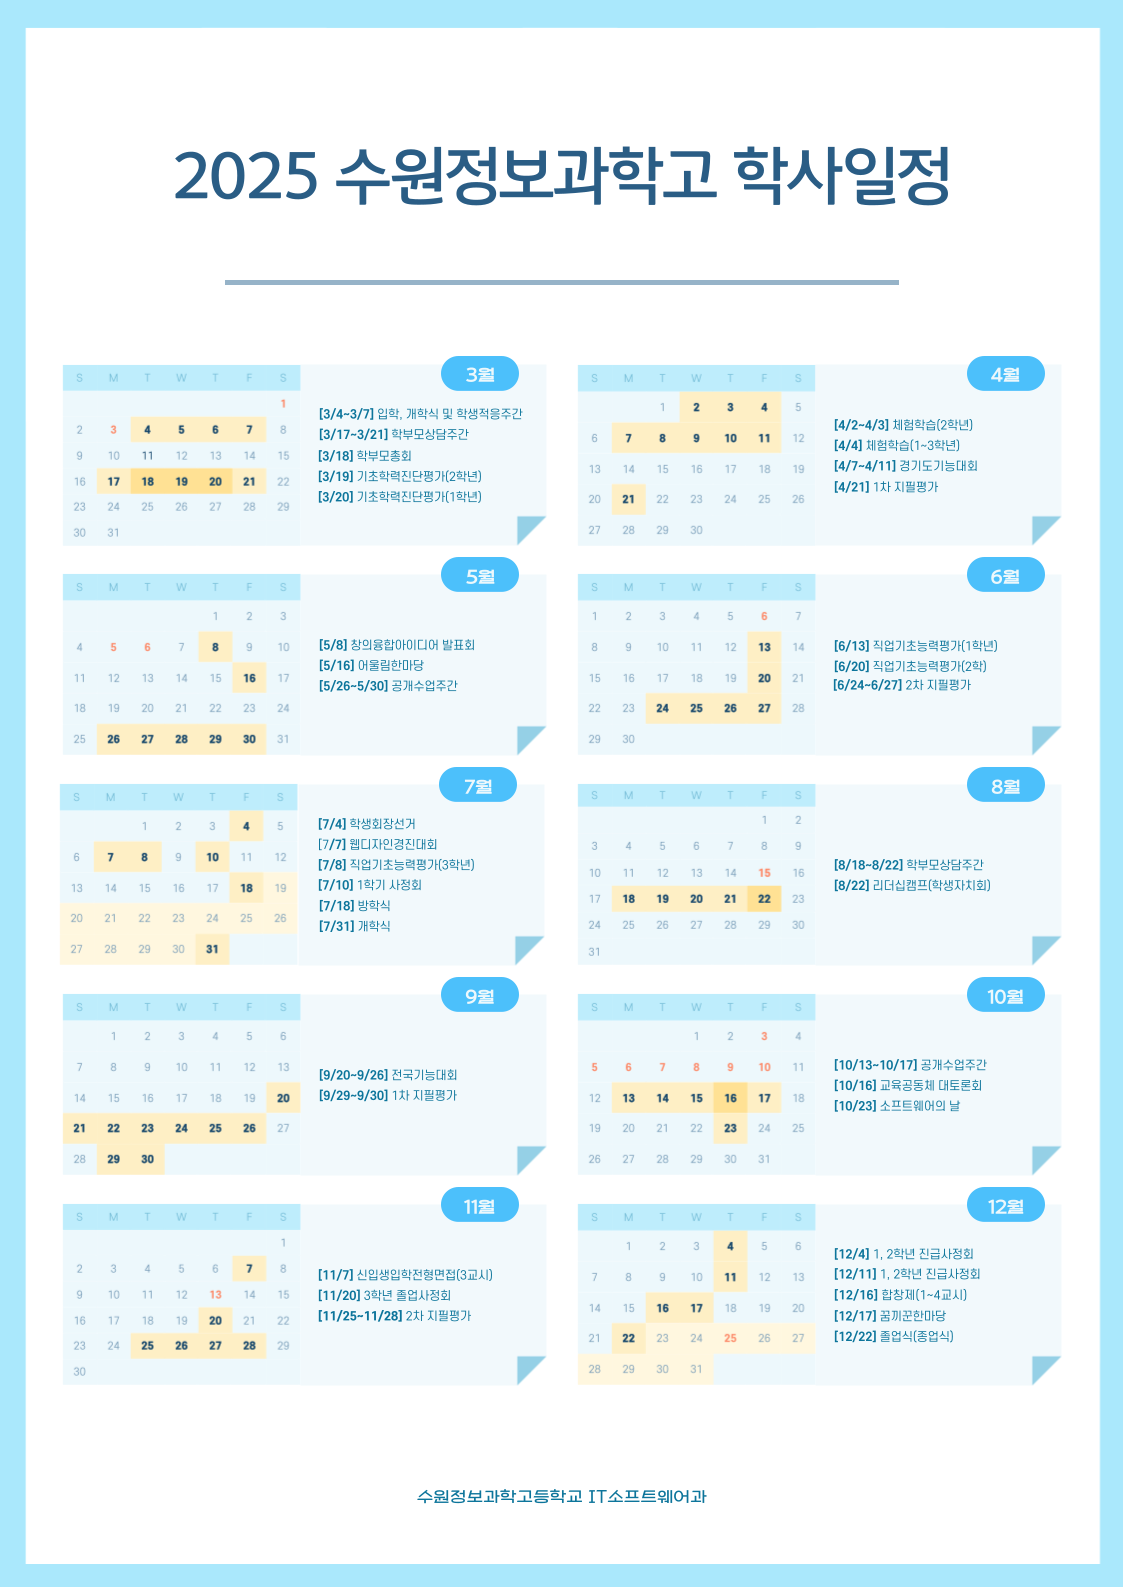 2025 수원정보과학고 학사일정
3월
S M T W T F S
1
2 3 4 5 6 7 8
9 10 11 12 13 14 15
16 17 18 19 20 21 22
23 24 25 26 27 28 29
30 31
[3/4~3/7] 입학, 개학식 및 학생적응주간
[3/17~3/21] 학부모상담주간
[3/18] 학부모총회
[3/19] 기초학력진단평가(2학년)
[3/20] 기초학력진단평가(1학년)
4월
S M T W T F S
1 2 3 4 5
6 7 8 9 10 11 12
13 14 15 16 17 18 19
20 21 22 23 24 25 26
27 28 29 30
[4/2~4/3] 체험학습(2학년)
[4/4] 체험학습(1~3학년)
[4/7~4/11] 경기도기능대회
[4/21] 1차 지필평가
5월
S M T W T F S
1 2 3
4 5 6 7 8 9 10
11 12 13 14 15 16 17
18 19 20 21 22 23 24
25 26 27 28 29 30 31
[5/8] 창의융합아이디어 발표회
[5/16] 어울림한마당
[5/26~5/30] 공개수업주간
6월
S M T W T F S
1 2 3 4 5 6 7
8 9 10 11 12 13 14
15 16 17 18 19 20 21
22 23 24 25 26 27 28
29 30
[6/13] 직업기초능력평가(1학년)
[6/20] 직업기초능력평가(2학)
[6/24~6/27] 2차 지필평가
7월
S M T W T F S
1 2 3 4 5
6 7 8 9 10 11 12
13 14 15 16 17 18 19
20 21 22 23 24 25 26
27 28 29 30 31
[7/4] 학생회장선거
[7/7] 웹디자인경진대회
[7/8] 직업기초능력평가(3학년)
[7/10] 1학기 사정회
[7/18] 방학식
[7/31] 개학식
8월
S M T W T F S
1 2
3 4 5 6 7 8 9
10 11 12 13 14 15 16
17 18 19 20 21 22 23
24 25 26 27 28 29 30
31
[8/18~8/22] 학부모상담주간
[8/22] 리더십캠프(학생자치회)
9월
S M T W T F S
1 2 3 4 5 6
7 8 9 10 11 12 13
14 15 16 17 18 19 20
21 22 23 24 25 26 27
28 29 30
[9/20~9/26] 전국기능대회
[9/29~9/30] 1차 지필평가
10월
S M T W T F S
1 2 3 4
5 6 7 8 9 10 11
12 13 14 15 16 17 18
19 20 21 22 23 24 25
26 27 28 29 30 31
[10/13~10/17] 공개수업주간
[10/16] 교육공동체 대토론회
[10/23] 소프트웨어의 날
11월
S M T W T F S
1
2 3 4 5 6 7 8
9 10 11 12 13 14 15
16 17 18 19 20 21 22
23 24 25 26 27 28 29
30
[11/7] 신입생입학전형면접(3교시)
[11/20] 3학년 졸업사정회
[11/25~11/28] 2차 지필평가
12월
S M T W T F S
1 2 3 4 5 6
7 8 9 10 11 12 13
14 15 16 17 18 19 20
21 22 23 24 25 26 27
28 29 30 31
[12/4] 1, 2학년 진급사정회
[12/11] 1, 2학년 진급사정회
[12/16] 합창제(1~4교시)
[12/17] 꿈끼꾼한마당
[12/22] 졸업식(종업식)
수원정보과학고등학교 IT소프트웨어과